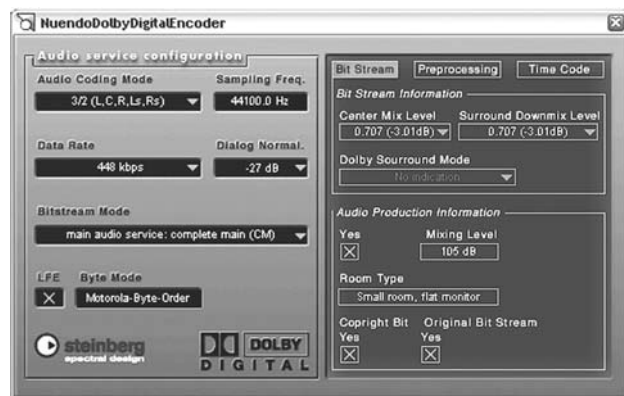 NuendoDolbyDigitalEncoder
Audio service configuration
Audio Coding Mode
Sampling Freq.
3/2 (L,C,R,Ls,Rs)
44100.0 Hz
Data Rate
Dialog Normal.
448 kbps
-27 dB
Bitstream Mode
main audio service: complete main (CM)
LFE
Byte Mode
Motorola-Byte-Order
steinberg
spectral design
DOLBY
DIGITAL
Bit Stream
Preprocessing
Time Code
Bit Stream Information
Center Mix Level
Surround Downmix Level
0.707 (-3.01dB)
0.707 (-3.01dB)
Dolby Sourround Mode
No indication
Audio Production Information
Yes
Mixing Level
105 dB
Room Type
Small room, flat monitor
Copright Bit
Original Bit Stream
Yes
Yes